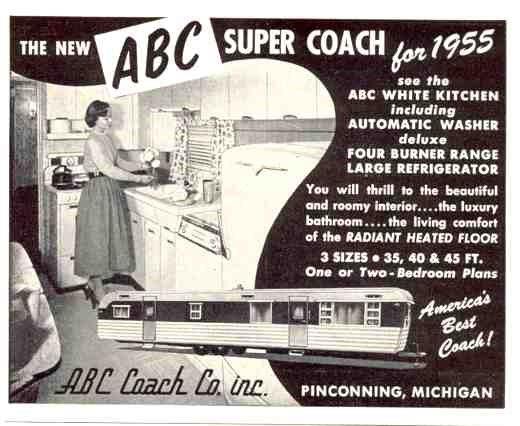 THE NEW ABC SUPER COACH for 1955
see the
ABC WHITE KITCHEN
including
AUTOMATIC WASHER
deluxe
FOUR BURNER RANGE
LARGE REFRIGERATOR
You will thrill to the beautiful
and roomy interior....the luxury
bathroom....the living comfort
of the RADIANT HEATED FLOOR
3 SIZES • 35, 40 & 45 FT.
One or Two-Bedroom Plans
America's
Best
Coach!
ABC Coach Co. inc.
PINCONNING, MICHIGAN